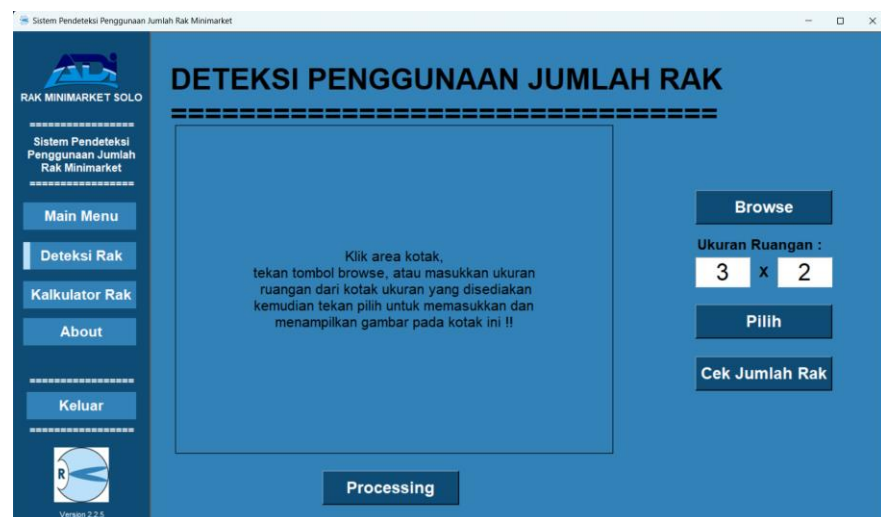 Sistem Pendeteksi Penggunaan Jumlah Rak Minimarket
ADI
RAK MINIMARKET SOLO
=================
Sistem Pendeteksi
Penggunaan Jumlah
Rak Minimarket
=================
Main Menu
Deteksi Rak
Kalkulator Rak
About
=================
Keluar
=================
R
Version 2.2.5
DETEKSI PENGGUNAAN JUMLAH RAK
================================
Klik area kotak,
tekan tombol browse, atau masukkan ukuran
ruangan dari kotak ukuran yang disediakan
kemudian tekan pilih untuk memasukkan dan
menampilkan gambar pada kotak ini !!
Processing
Browse
Ukuran Ruangan :
3 x 2
Pilih
Cek Jumlah Rak